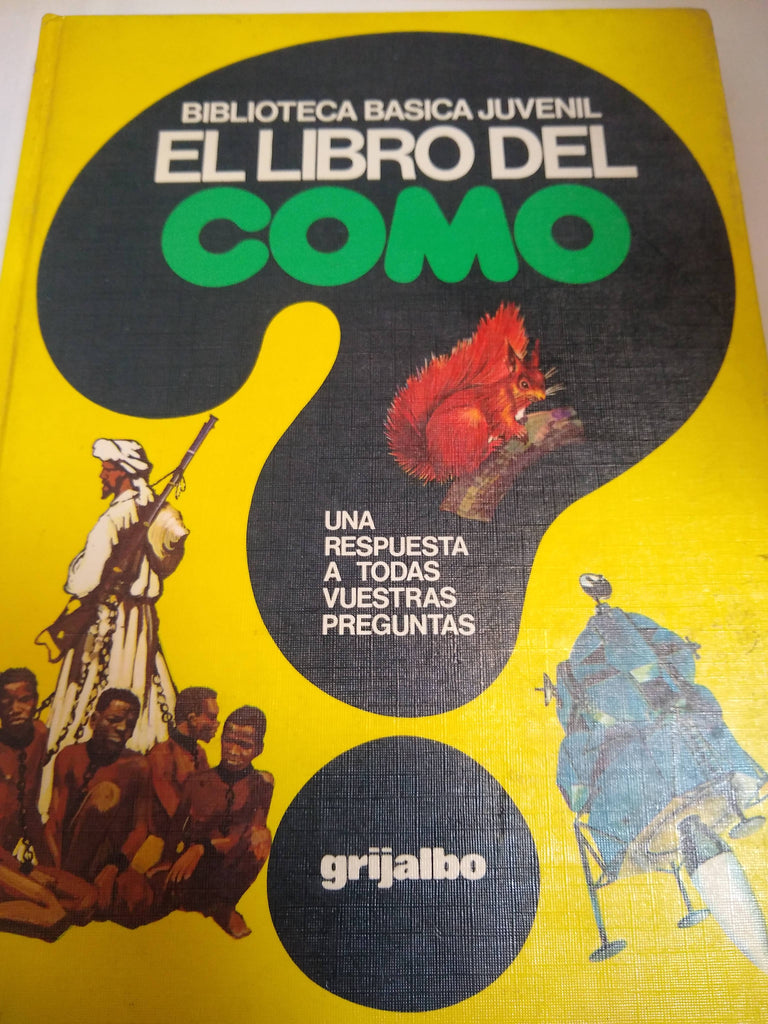 BIBLIOTECA BASICA JUVENIL
EL LIBRO DEL
COMO
UNA
RESPUESTA
A TODAS
VUESTRAS
PREGUNTAS
grijalbo